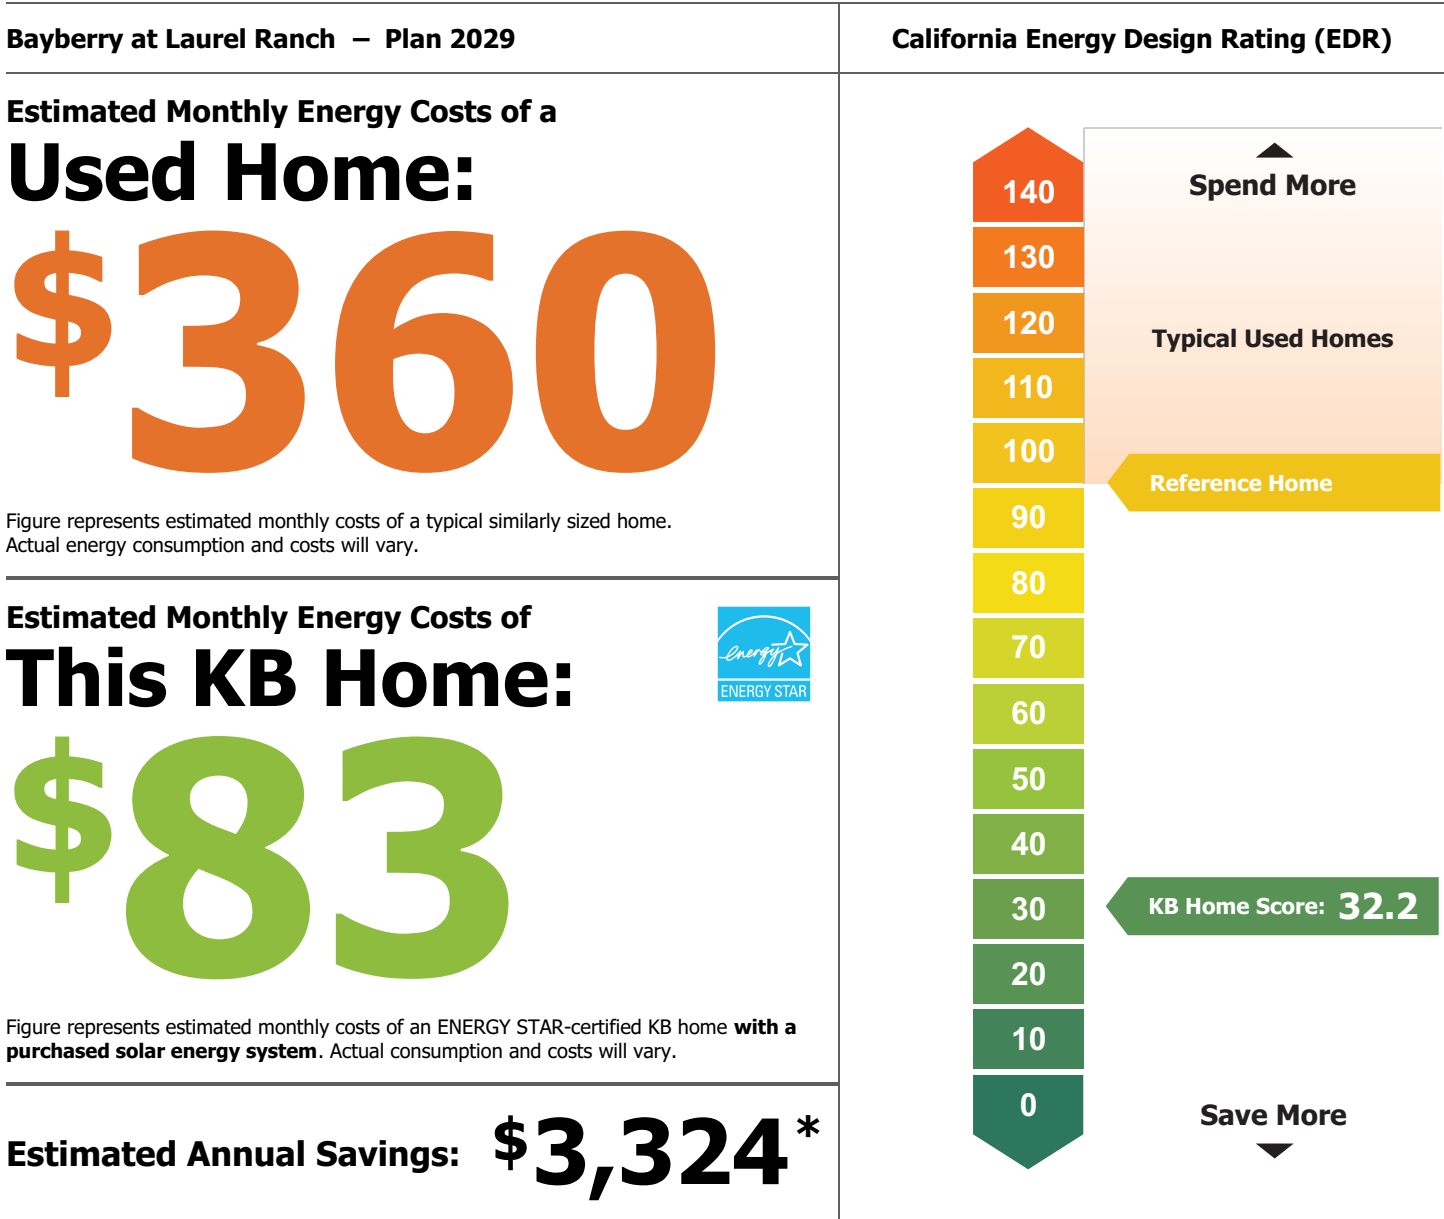 Bayberry at Laurel Ranch – Plan 2029
Estimated Monthly Energy Costs of a
Used Home:
$360
Figure represents estimated monthly costs of a typical similarly sized home.
Actual energy consumption and costs will vary.
Estimated Monthly Energy Costs of
This KB Home:
energy
ENERGY STAR
$83
Figure represents estimated monthly costs of an ENERGY STAR-certified KB home with a
purchased solar energy system. Actual consumption and costs will vary.
Estimated Annual Savings: $3,324*
California Energy Design Rating (EDR)
140
Spend More
130
120
Typical Used Homes
110
100
Reference Home
90
80
70
60
50
40
30
KB Home Score: 32.2
20
10
0
Save More